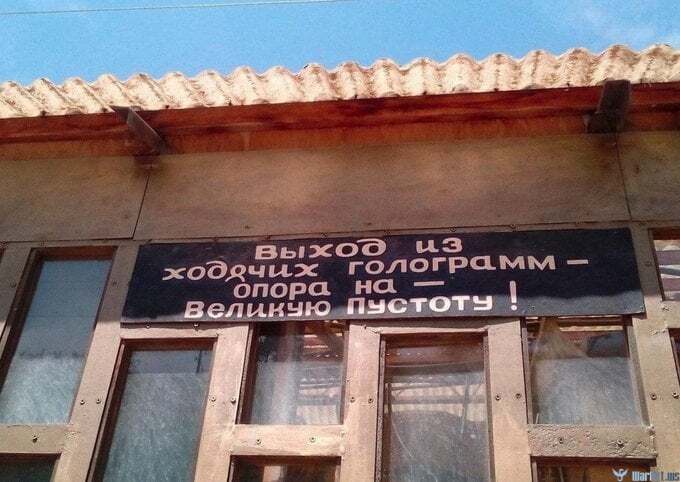 Выход из
ходячих голограмм –
опора на –
Великую Пустоту !